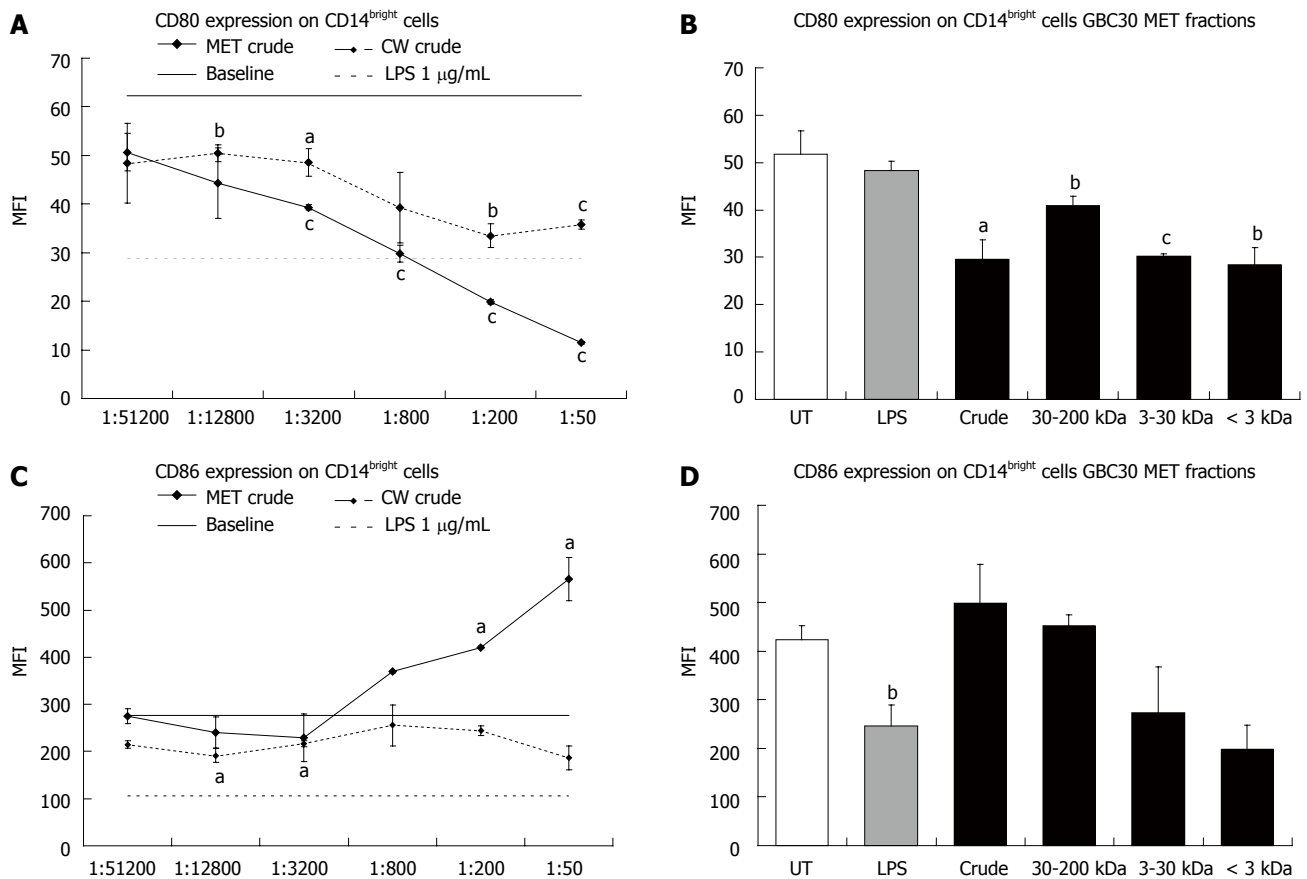 A
CD80 expression on CD14bright cells
MET crude
CW crude
Baseline
LPS 1 μg/mL
70
60
50
40
30
20
10
0
MFI
b
a
c
c
b
c
c
c
1:51200
1:12800
1:3200
1:800
1:200
1:50
B
CD80 expression on CD14bright cells GBC30 MET fractions
70
60
50
40
30
20
10
0
MFI
a
b
c
b
UT
LPS
Crude
30-200 kDa
3-30 kDa
< 3 kDa
C
CD86 expression on CD14bright cells
MET crude
CW crude
Baseline
LPS 1 μg/mL
700
600
500
400
300
200
100
0
MFI
a
a
a
a
1:51200
1:12800
1:3200
1:800
1:200
1:50
D
CD86 expression on CD14bright cells GBC30 MET fractions
700
600
500
400
300
200
100
0
MFI
b
UT
LPS
Crude
30-200 kDa
3-30 kDa
< 3 kDa